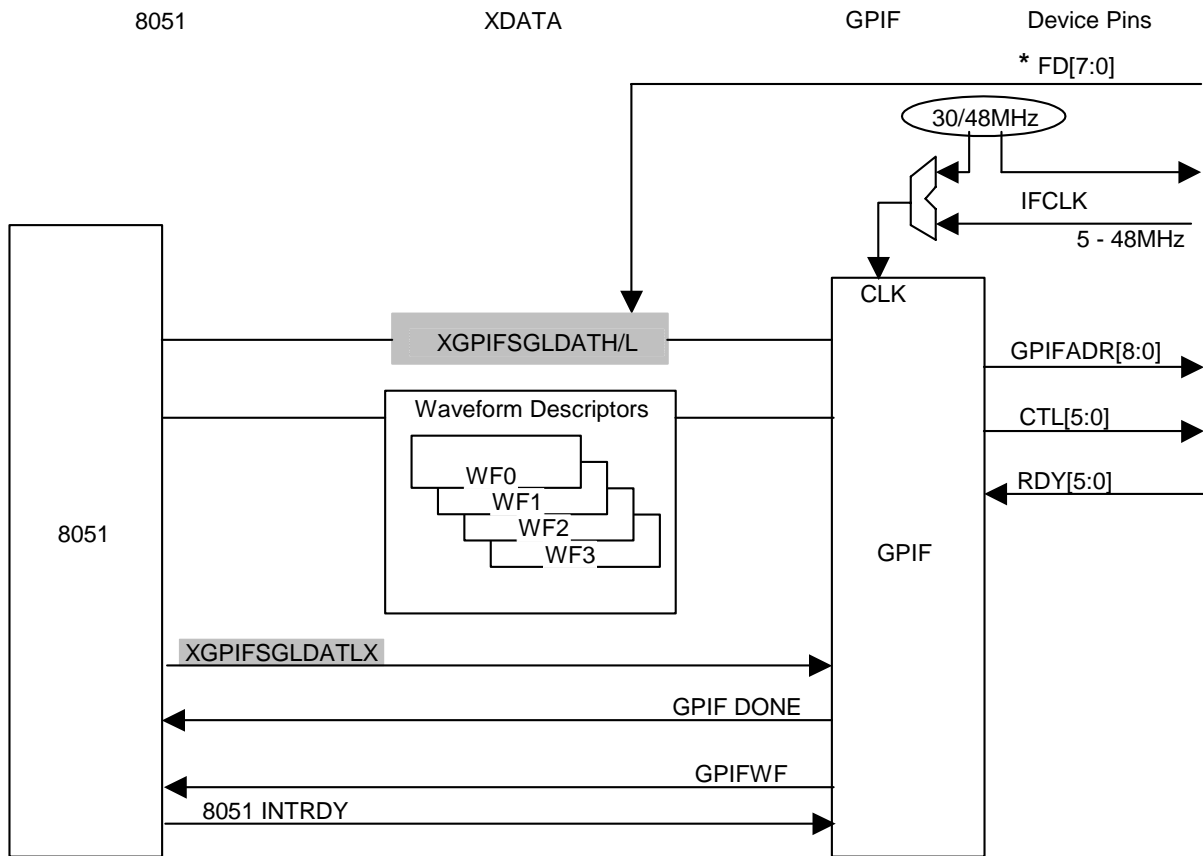 8051 XDATA GPIF Device Pins
* FD[7:0]
30/48MHz
IFCLK
5 - 48MHz
CLK
XGPIFSGLDATH/L
GPIFADR[8:0]
Waveform Descriptors
CTL[5:0]
WF0
RDY[5:0]
WF1
WF2
8051
WF3
GPIF
XGPIFSGLDATLX
GPIF DONE
GPIFWF
8051 INTRDY